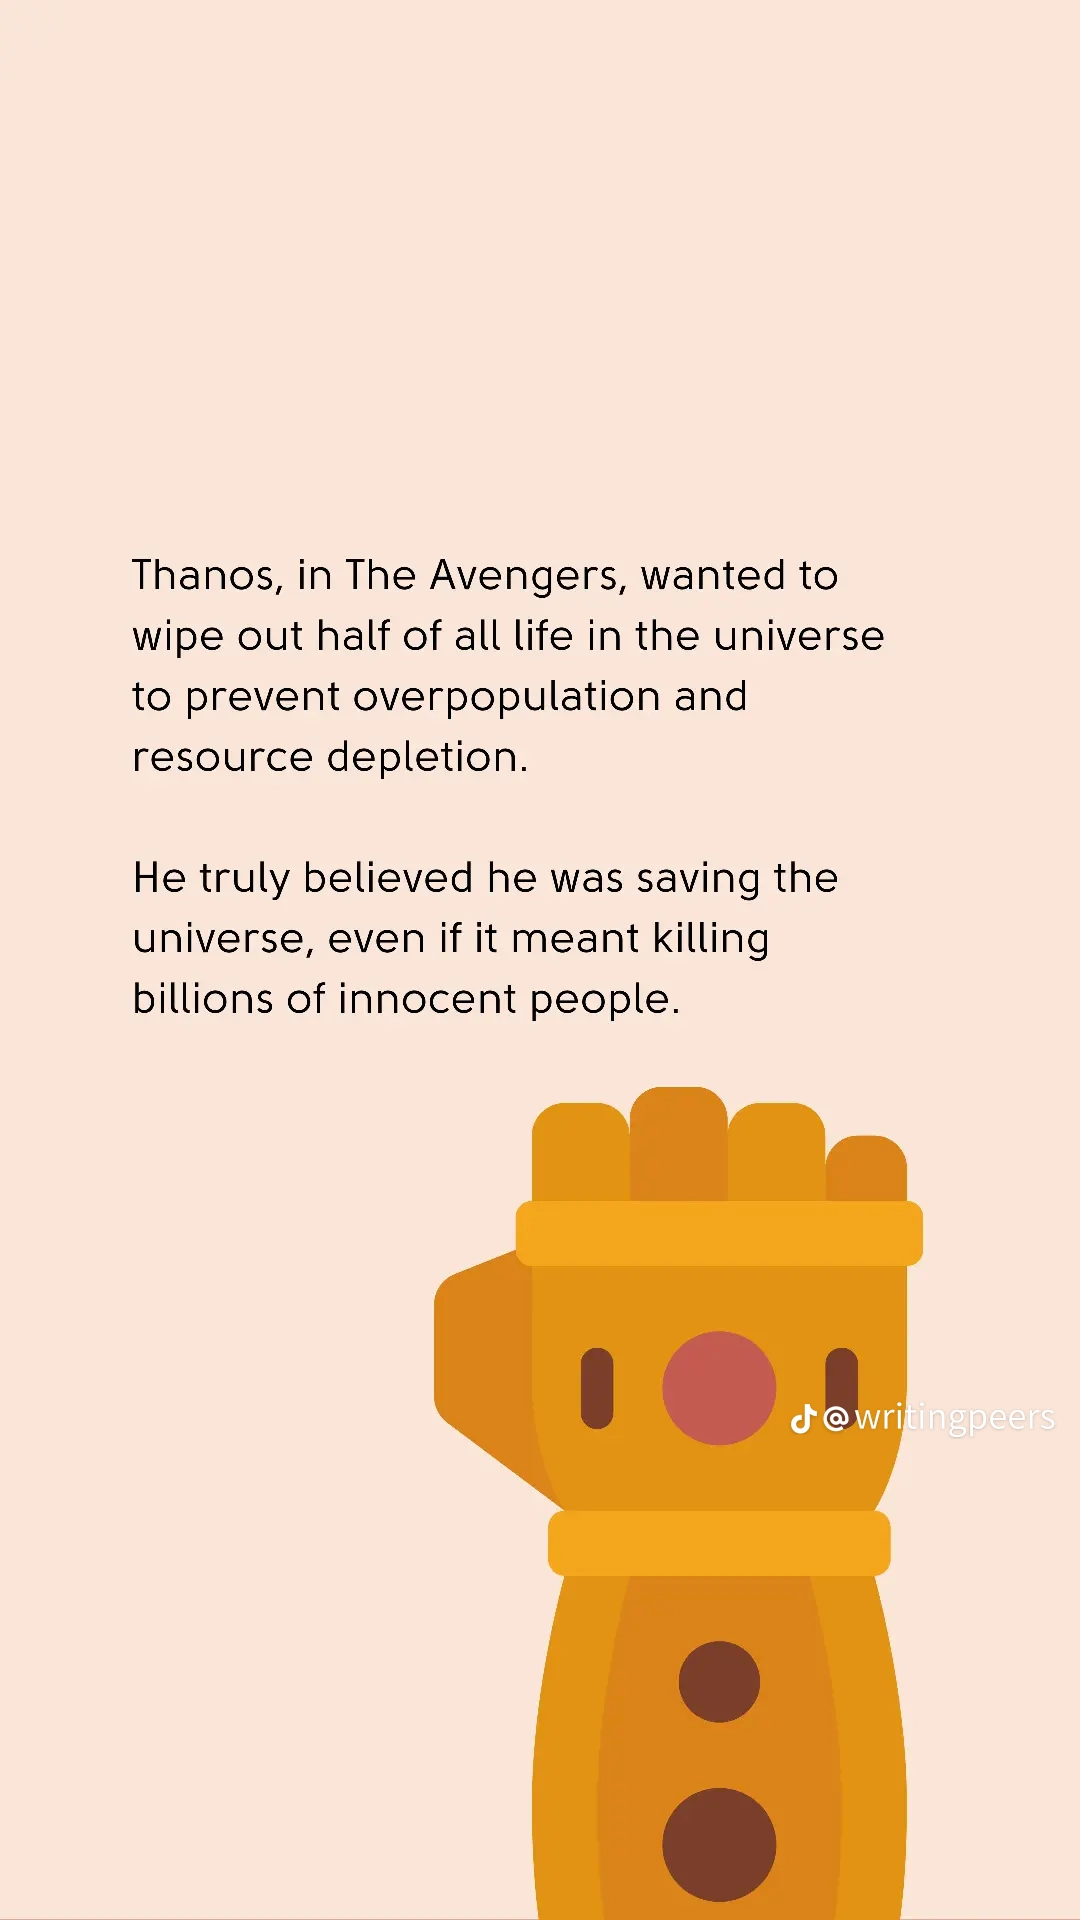 Thanos, in The Avengers, wanted to
wipe out half of all life in the universe
to prevent overpopulation and
resource depletion.
He truly believed he was saving the
universe, even if it meant killing
billions of innocent people.
@writingpeers